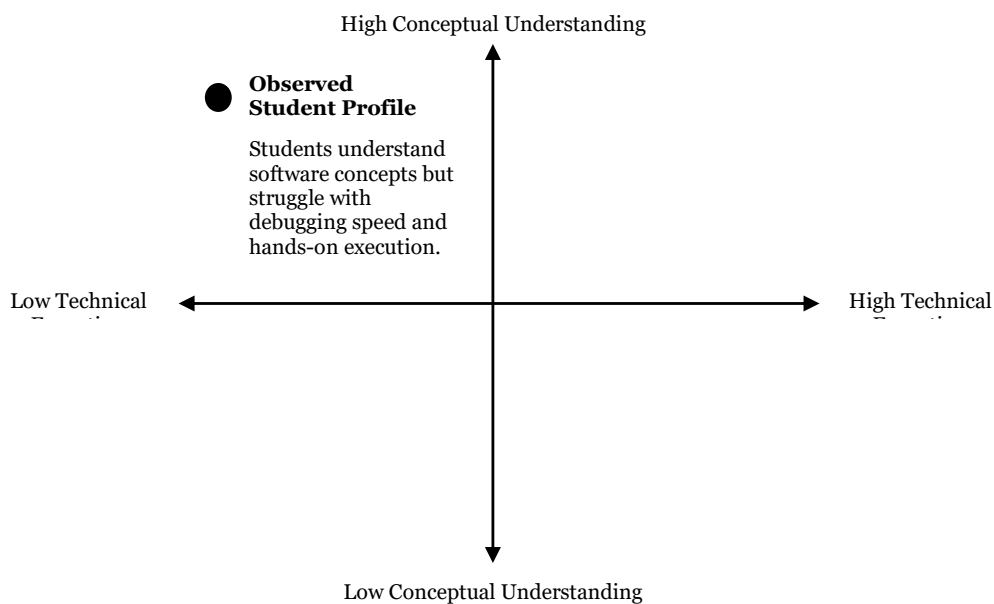 High Conceptual Understanding
Observed
Student Profile
Students understand
software concepts but
struggle with
debugging speed and
hands-on execution.
Low Technical
High Technical
Low Conceptual Understanding